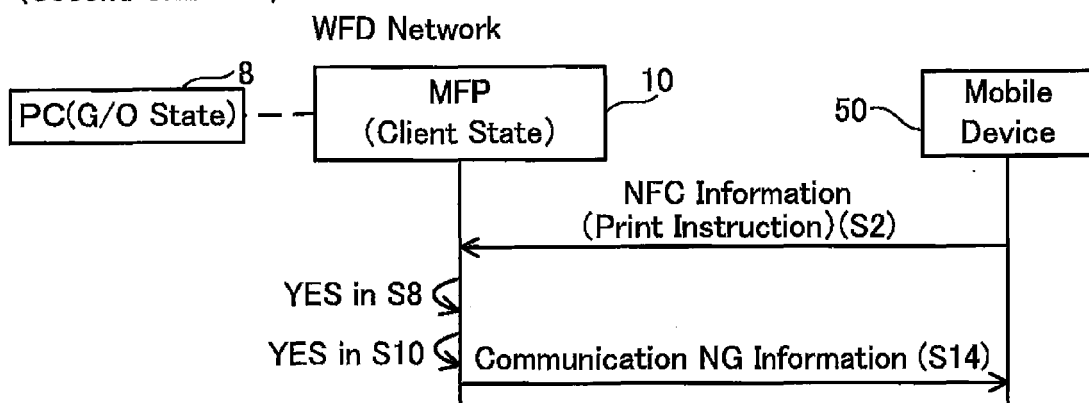 WFD Network
8
PC(G/O State)
MFP
(Client State)
10
50
Mobile
Device
NFC Information
(Print Instruction)(S2)
YES in S8
YES in S10
Communication NG Information (S14)